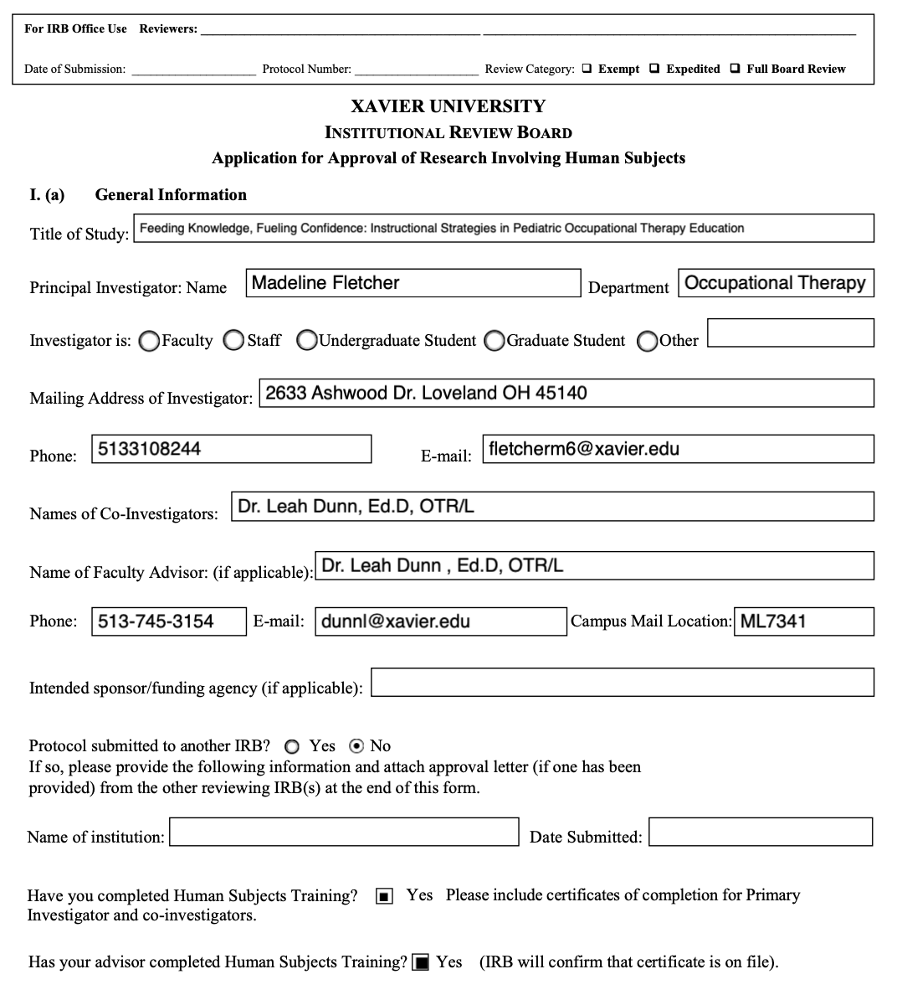 For IRB Office Use Reviewers: ______________________________________________ ______________________________________________________________
Date of Submission: ____________________ Protocol Number: ____________________ Review Category: ❑ Exempt ❑ Expedited ❑ Full Board Review
XAVIER UNIVERSITY
INSTITUTIONAL REVIEW BOARD
Application for Approval of Research Involving Human Subjects
I. (a) General Information
Title of Study: Feeding Knowledge, Fueling Confidence: Instructional Strategies in Pediatric Occupational Therapy Education
Principal Investigator: Name Madeline Fletcher Department Occupational Therapy
Investigator is: Faculty Staff Undergraduate Student Graduate Student Other
Mailing Address of Investigator: 2633 Ashwood Dr. Loveland OH 45140
Phone: 5133108244 E-mail: fletcherm6@xavier.edu
Names of Co-Investigators: Dr. Leah Dunn, Ed.D, OTR/L
Name of Faculty Advisor: (if applicable): Dr. Leah Dunn , Ed.D, OTR/L
Phone: 513-745-3154 E-mail: dunnl@xavier.edu Campus Mail Location: ML7341
Intended sponsor/funding agency (if applicable):
Protocol submitted to another IRB? Yes No
If so, please provide the following information and attach approval letter (if one has been
provided) from the other reviewing IRB(s) at the end of this form.
Name of institution: Date Submitted:
Have you completed Human Subjects Training? Yes Please include certificates of completion for Primary
Investigator and co-investigators.
Has your advisor completed Human Subjects Training? Yes (IRB will confirm that certificate is on file).